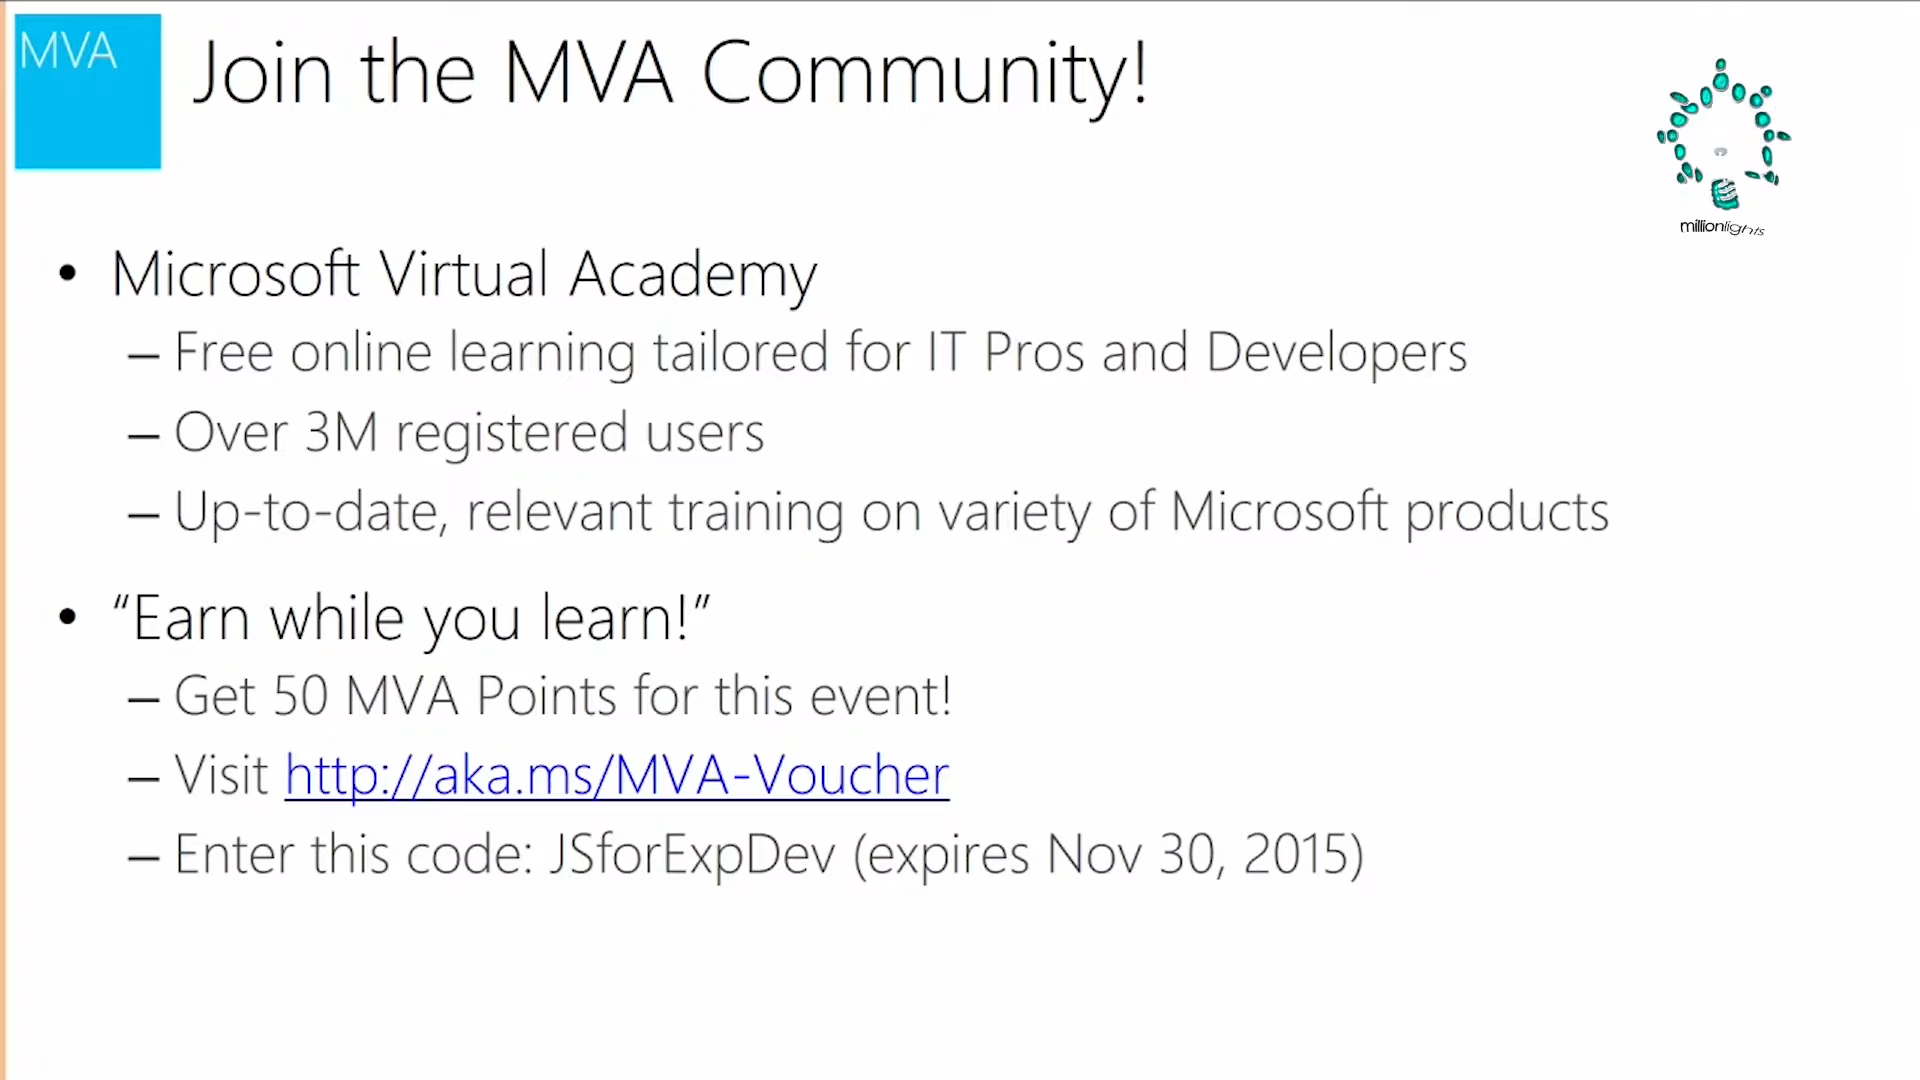 MVA
Join the MVA Community!
millionlights
• Microsoft Virtual Academy
– Free online learning tailored for IT Pros and Developers
– Over 3M registered users
– Up-to-date, relevant training on variety of Microsoft products
• “Earn while you learn!”
– Get 50 MVA Points for this event!
– Visit http://aka.ms/MVA-Voucher
– Enter this code: JSforExpDev (expires Nov 30, 2015)